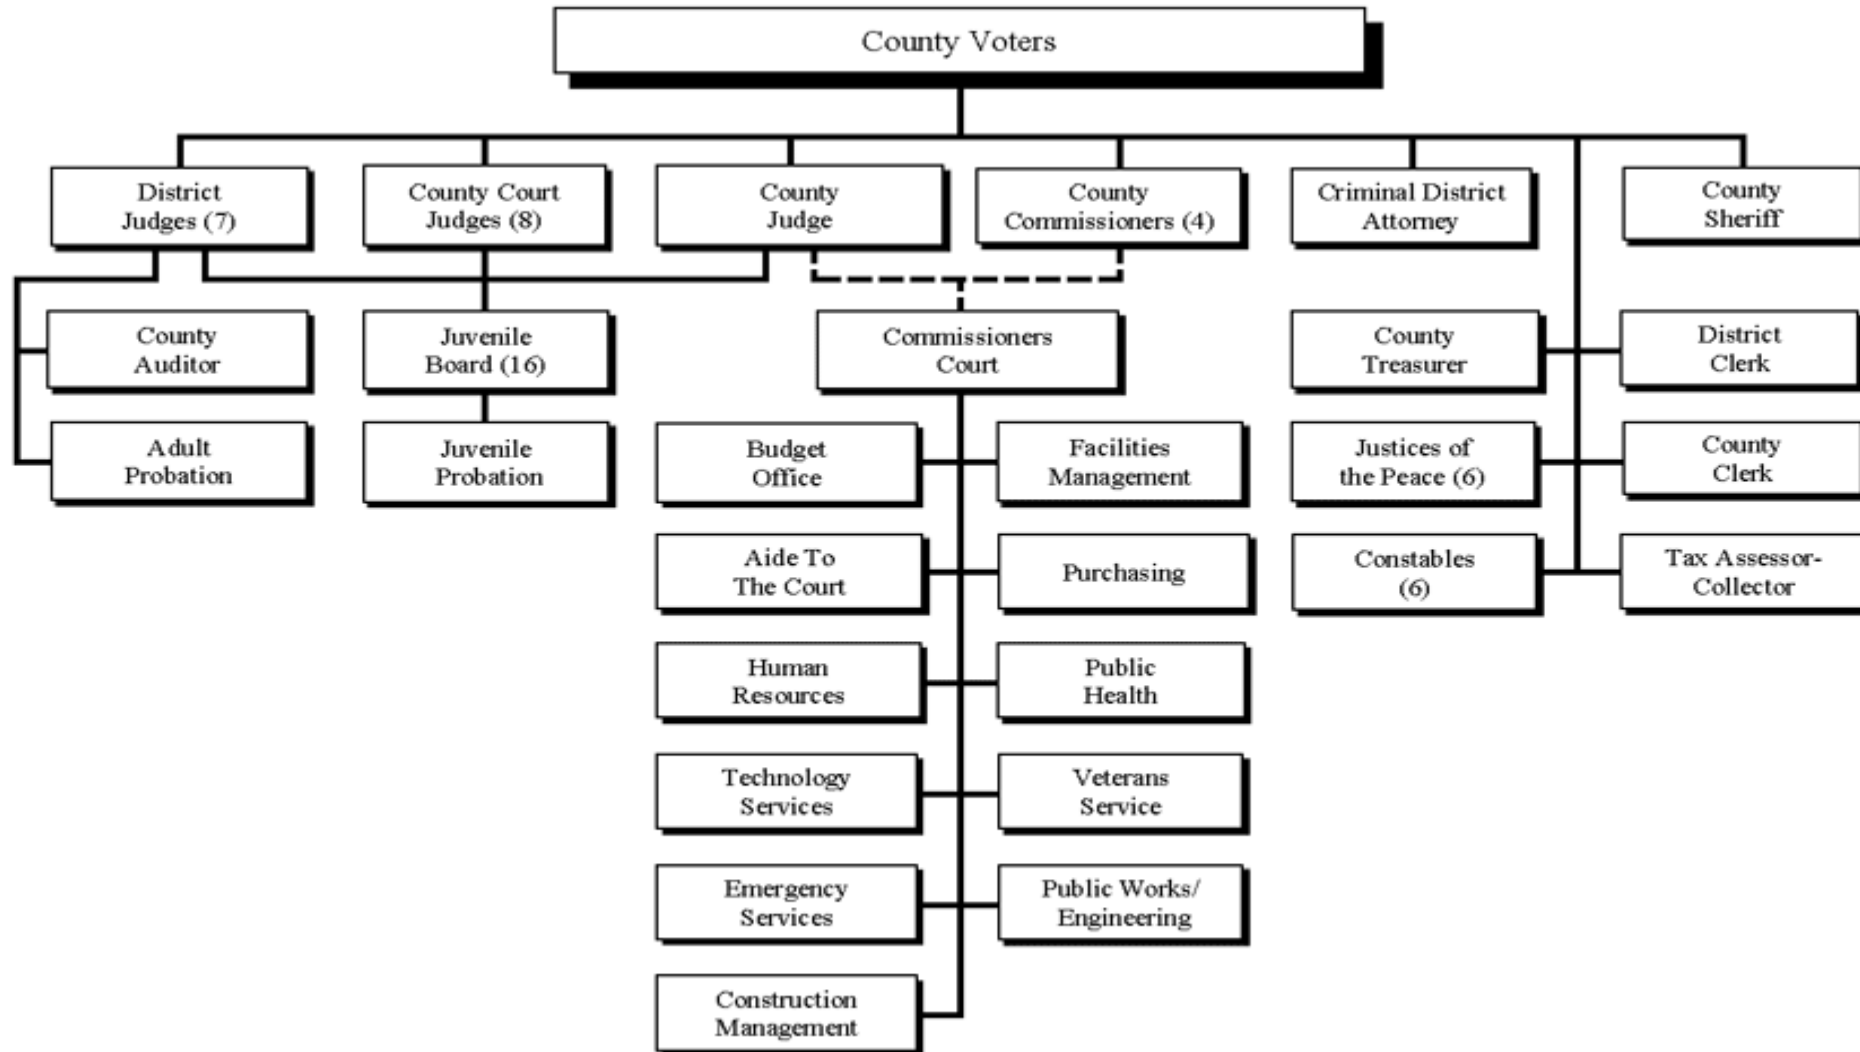 County Voters
District
Judges (7)
County Court
Judges (8)
County
Judge
County
Commissioners (4)
Criminal District
Attorney
County
Sheriff
County
Auditor
Juvenile
Board (16)
Commissioners
Court
County
Treasurer
District
Clerk
Adult
Probation
Juvenile
Probation
Budget
Office
Facilities
Management
Justices of
the Peace (6)
County
Clerk
Aide To
The Court
Purchasing
Constables
(6)
Tax Assessor-
Collector
Human
Resources
Public
Health
Technology
Services
Veterans
Service
Emergency
Services
Public Works/
Engineering
Construction
Management